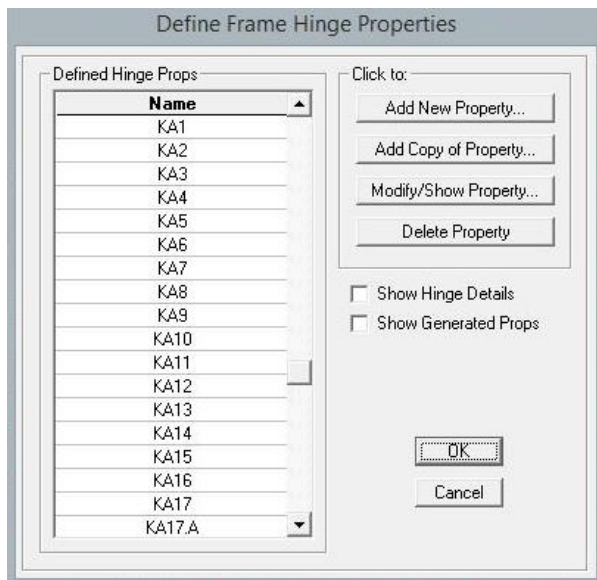 Define Frame Hinge Properties
Defined Hinge Props
Name
KA1
KA2
KA3
KA4
KA5
KA6
KA7
KA8
KA9
KA10
KA11
KA12
KA13
KA14
KA15
KA16
KA17
KA17.A
Click to:
Add New Property...
Add Copy of Property...
Modify/Show Property...
Delete Property
Show Hinge Details
Show Generated Props
OK
Cancel